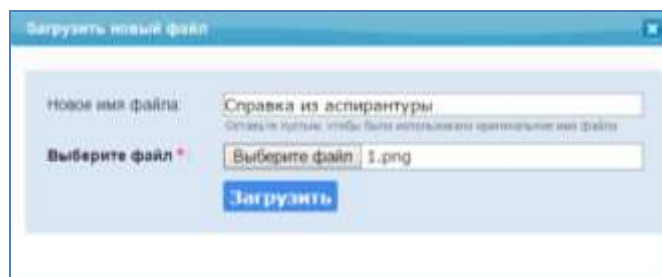 Загрузить новый файл
Новое имя файла Справка из аспирантуры
Оставьте пустым, чтобы было использовано оригинальное имя файла
Выберите файл * Выберите файл 1.png
Загрузить